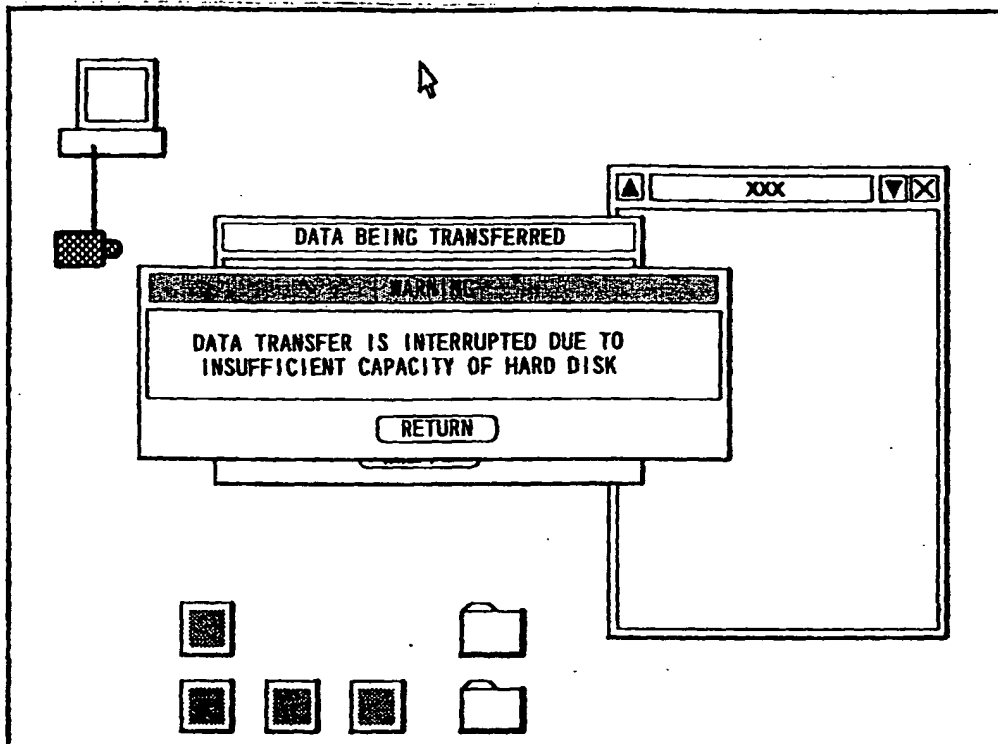 XXX
DATA BEING TRANSFERRED
WARNING
DATA TRANSFER IS INTERRUPTED DUE TO
INSUFFICIENT CAPACITY OF HARD DISK
RETURN